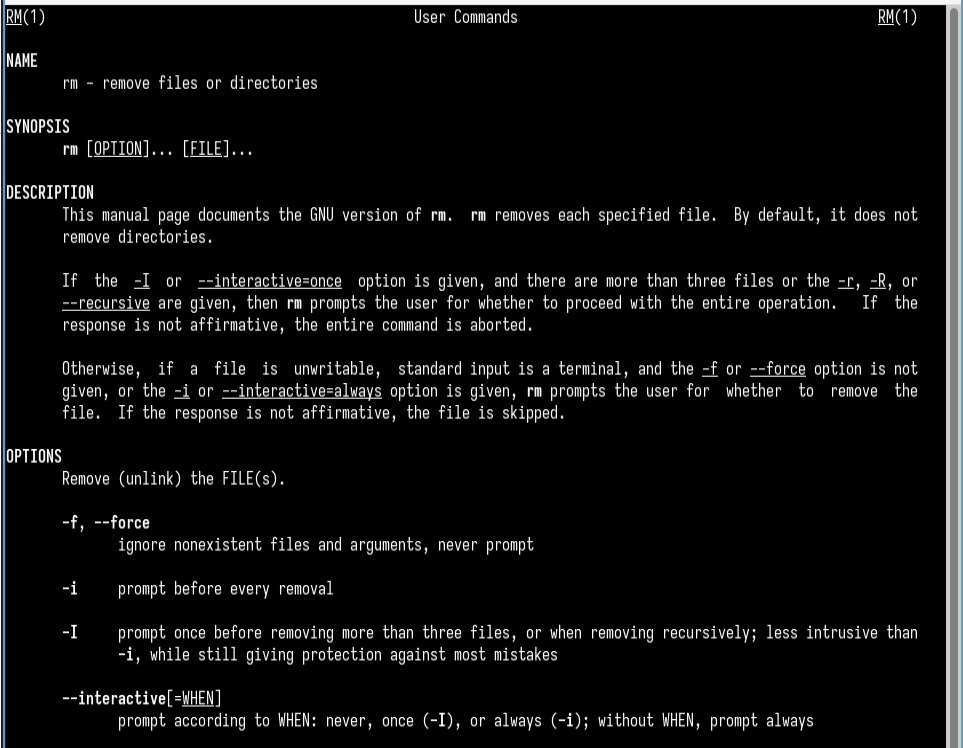 RM(1) User Commands RM(1)
NAME
rm - remove files or directories
SYNOPSIS
rm [OPTION]... [FILE]...
DESCRIPTION
This manual page documents the GNU version of rm. rm removes each specified file. By default, it does not
remove directories.
If the -I or --interactive=once option is given, and there are more than three files or the -r, -R, or
--recursive are given, then rm prompts the user for whether to proceed with the entire operation. If the
response is not affirmative, the entire command is aborted.
Otherwise, if a file is unwritable, standard input is a terminal, and the -f or --force option is not
given, or the -i or --interactive=always option is given, rm prompts the user for whether to remove the
file. If the response is not affirmative, the file is skipped.
OPTIONS
Remove (unlink) the FILE(s).
-f, --force
ignore nonexistent files and arguments, never prompt
-i prompt before every removal
-I prompt once before removing more than three files, or when removing recursively; less intrusive than
-i, while still giving protection against most mistakes
--interactive[=WHEN]
prompt according to WHEN: never, once (-I), or always (-i); without WHEN, prompt always